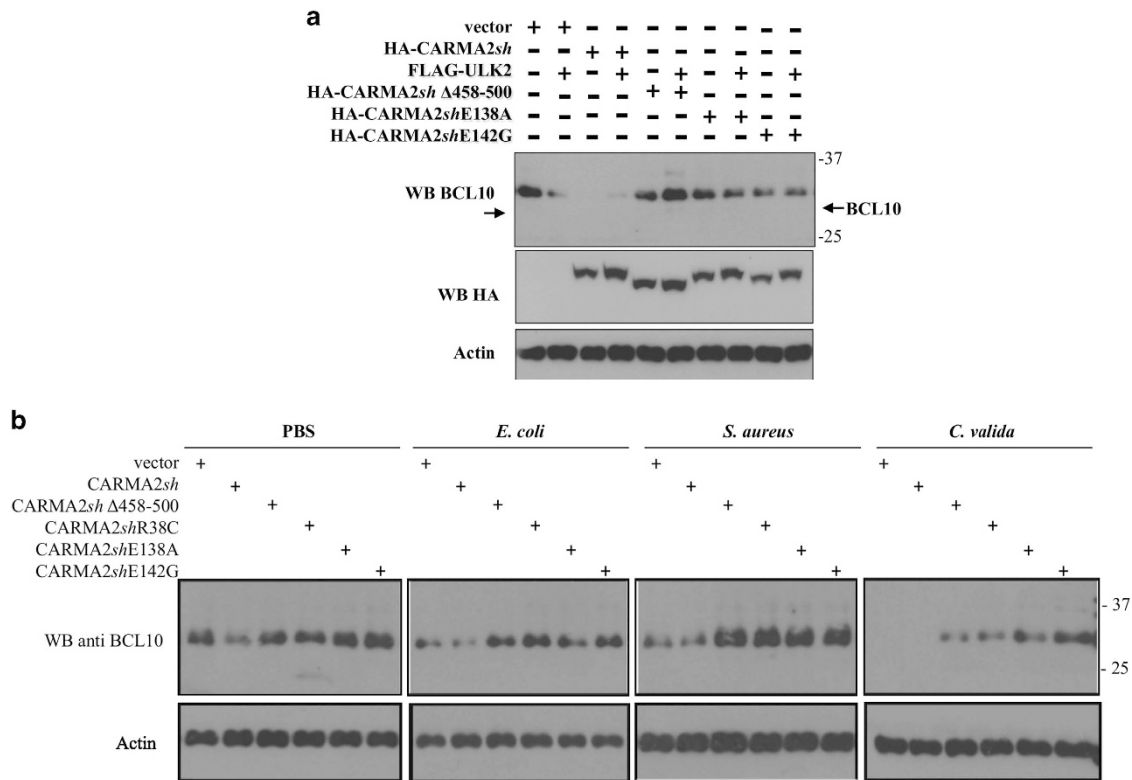 a
vector + + - - - - - - - -
HA-CARMA2sh - - + + - - - - - -
FLAG-ULK2 - + - + - + - + - +
HA-CARMA2sh Δ458-500 - - - - + + - - - -
HA-CARMA2shE138A - - - - - - + + - -
HA-CARMA2shE142G - - - - - - - - + +
-37
WB BCL10
BCL10
-25
WB HA
Actin
b
PBS E. coli S. aureus C. valida
vector + + + +
CARMA2sh + + + +
CARMA2sh Δ458-500 + + + +
CARMA2shR38C + + + +
CARMA2shE138A + + + +
CARMA2shE142G + + + +
- 37
WB anti BCL10
- 25
Actin